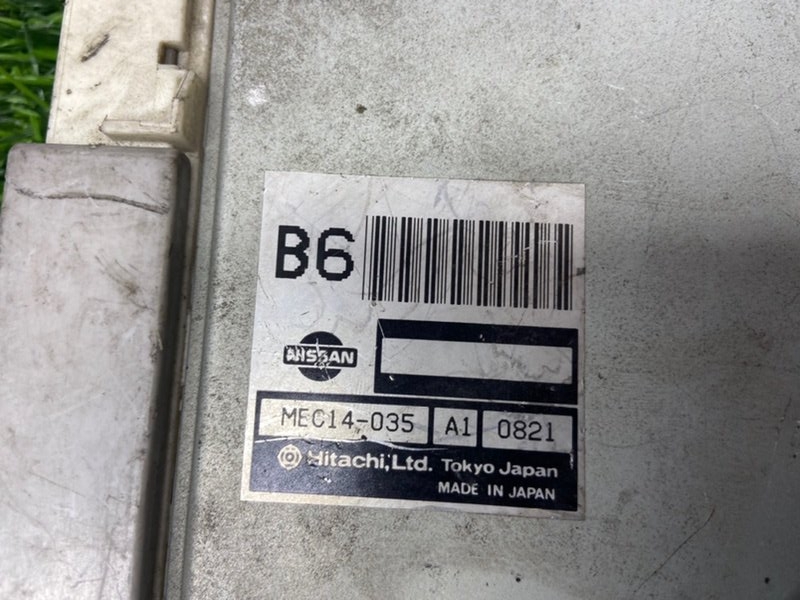 B6
NISSAN
MEC14-035 A1 0821
Hitachi,Ltd. Tokyo Japan
MADE IN JAPAN